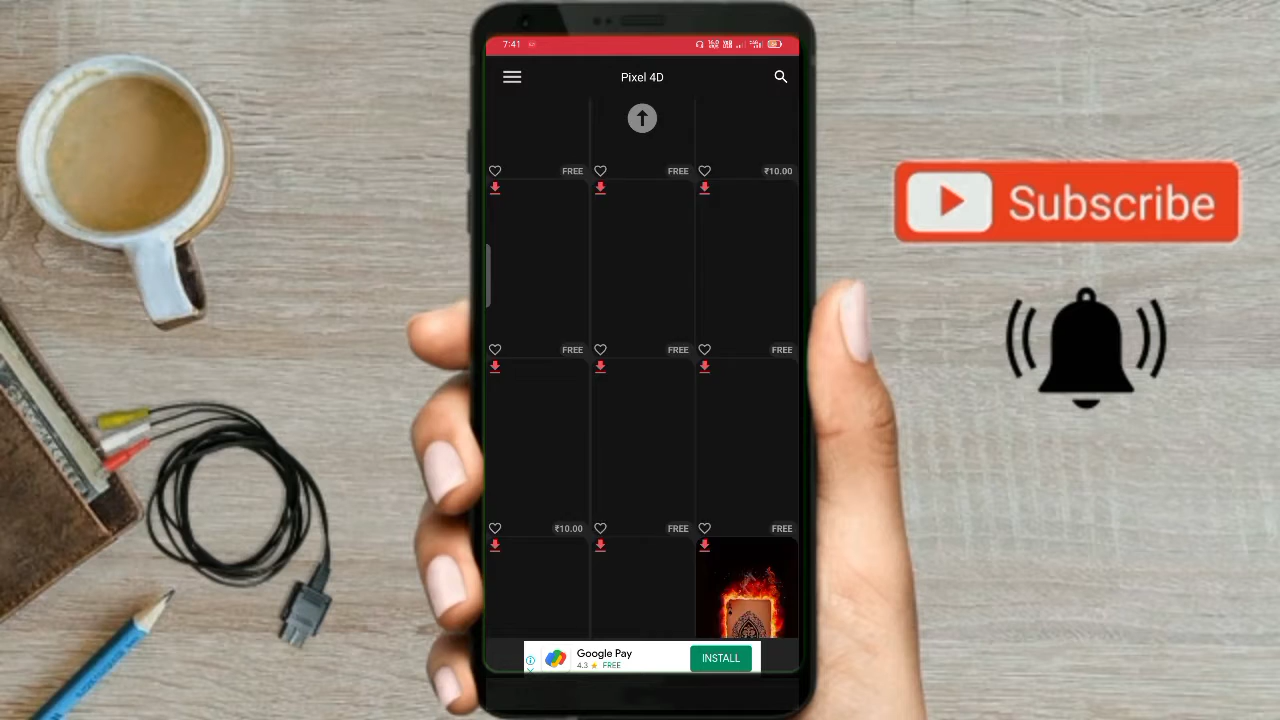 7:41
Pixel 4D
FREE FREE ₹10.00
FREE FREE FREE
₹10.00 FREE FREE
Google Pay
4.3 ★ FREE
INSTALL
Subscribe